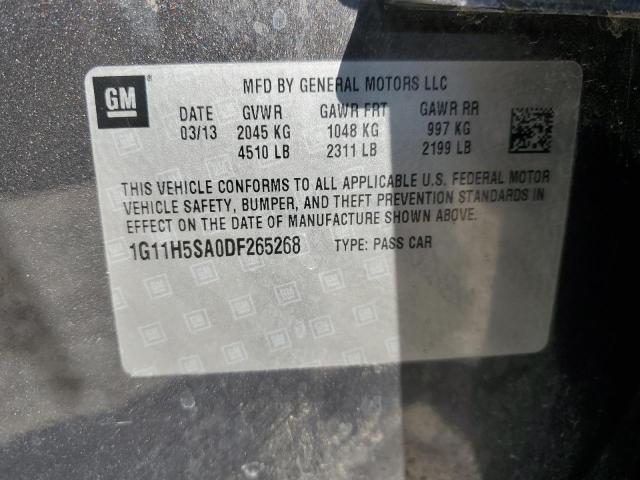 GM
MFD BY GENERAL MOTORS LLC
DATE GVWR GAWR FRT GAWR RR
03/13 2045 KG 1048 KG 997 KG
4510 LB 2311 LB 2199 LB
THIS VEHICLE CONFORMS TO ALL APPLICABLE U.S. FEDERAL MOTOR
VEHICLE SAFETY, BUMPER, AND THEFT PREVENTION STANDARDS IN
EFFECT ON THE DATE OF MANUFACTURE SHOWN ABOVE.
1G11H5SA0DF265268 TYPE: PASS CAR